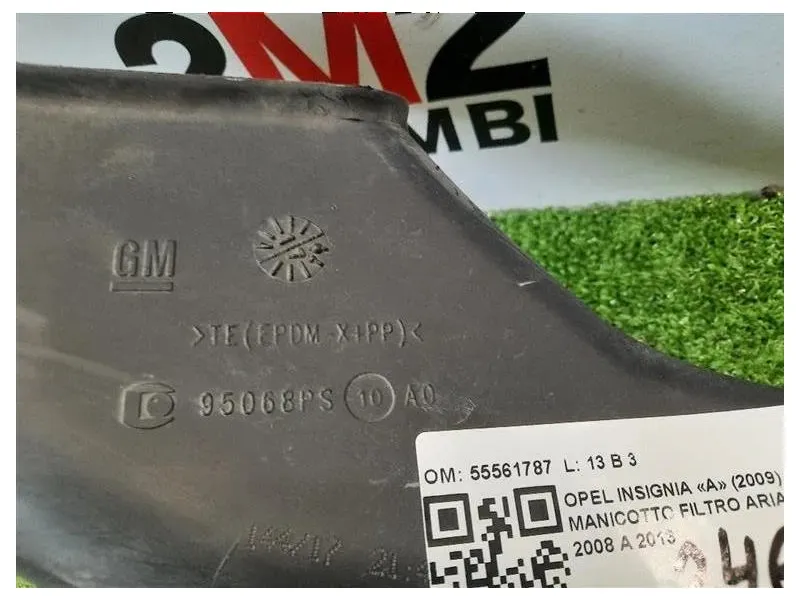 M2
MBI
GM
>TE(EPDM-X+PP)<
95068PS 10 A0
OM: 55561787 L: 13 B 3
OPEL INSIGNIA «A» (2009)
MANICOTTO FILTRO ARIA
2008 A 2013